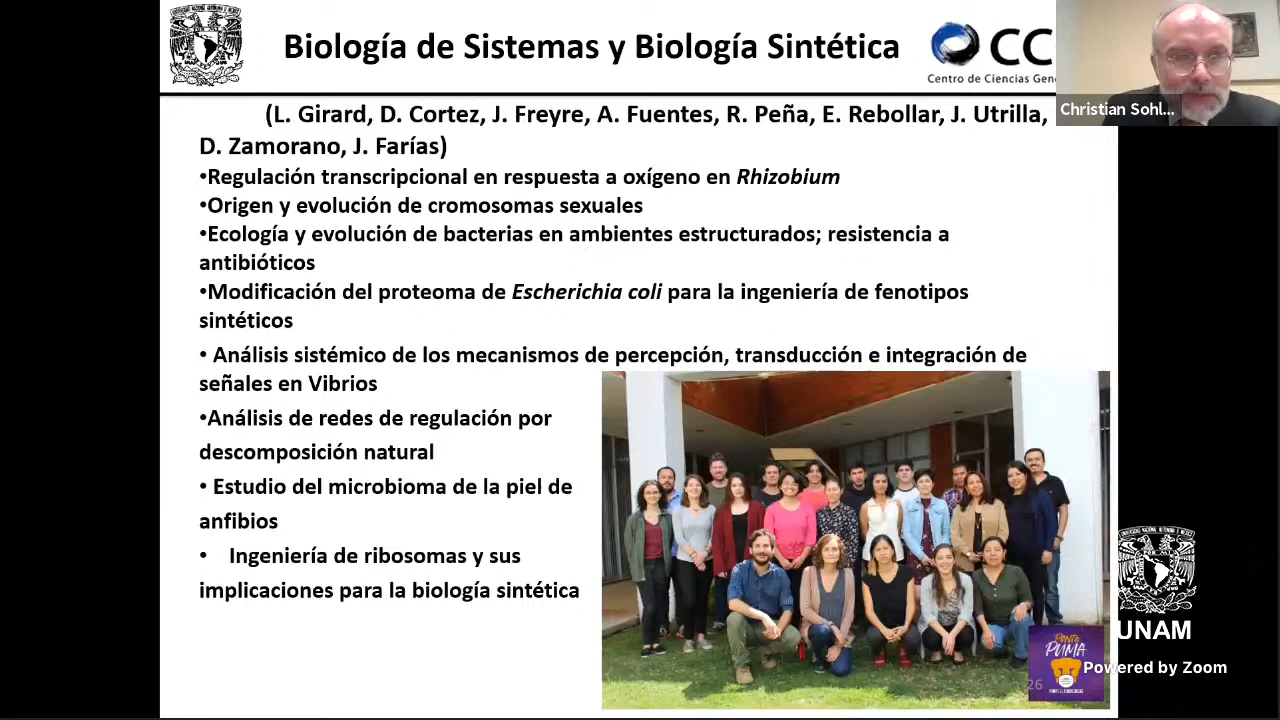 Biología de Sistemas y Biología Sintética
CC
Centro de Ciencias Gen
Christian Sohl...
(L. Girard, D. Cortez, J. Freyre, A. Fuentes, R. Peña, E. Rebollar, J. Utrilla,
D. Zamorano, J. Farías)
•Regulación transcripcional en respuesta a oxígeno en Rhizobium
•Origen y evolución de cromosomas sexuales
•Ecología y evolución de bacterias en ambientes estructurados; resistencia a
antibióticos
•Modificación del proteoma de Escherichia coli para la ingeniería de fenotipos
sintéticos
• Análisis sistémico de los mecanismos de percepción, transducción e integración de
señales en Vibrios
•Análisis de redes de regulación por
descomposición natural
• Estudio del microbioma de la piel de
anfibios
• Ingeniería de ribosomas y sus
implicaciones para la biología sintética
PONTE
PUMA
26
UNAM
Powered by Zoom